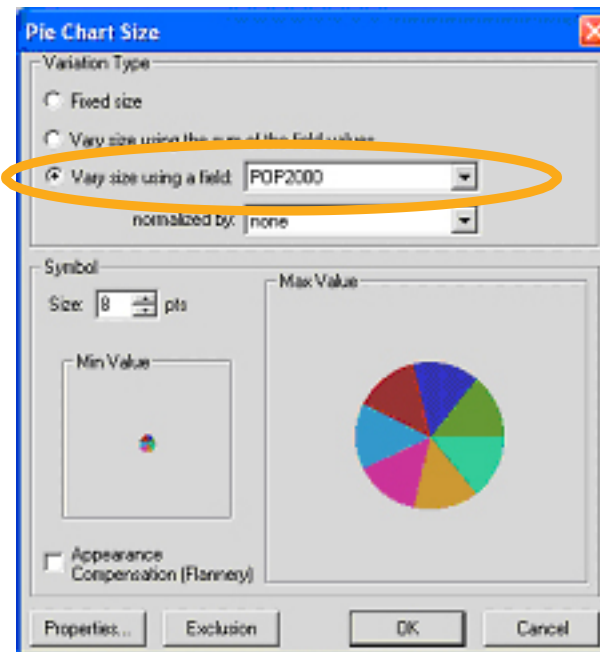 Pie Chart Size
Variation Type
Fixed size
Vary size using the sum of the field values
Vary size using a field: POP2000
normalized by: none
Symbol
Size: 8 pts
Max Value
Min Value
Appearance
Compensation (Flannery)
Properties... Exclusion OK Cancel